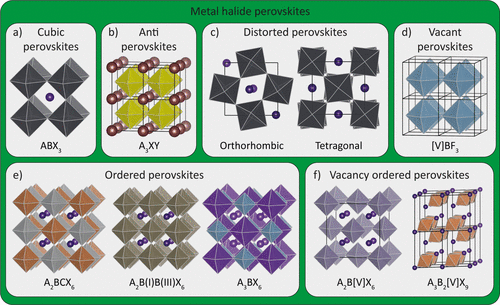 Metal halide perovskites
a) Cubic perovskites
ABX₃
b) Anti perovskites
A₃XY
c) Distorted perovskites
Orthorhombic
Tetragonal
d) Vacant perovskites
[V]BF₃
e) Ordered perovskites
A₂BCX₆
A₂B(I)B(III)X₆
A₃BX₆
f) Vacancy ordered perovskites
A₂B[V]X₆
A₃B₂[V]X₉